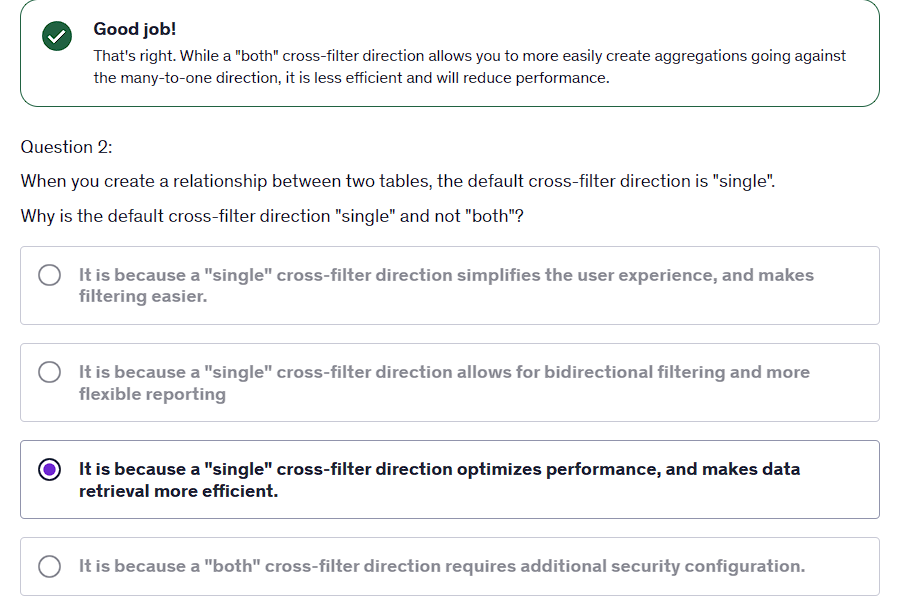 Good job!
That's right. While a "both" cross-filter direction allows you to more easily create aggregations going against
the many-to-one direction, it is less efficient and will reduce performance.
Question 2:
When you create a relationship between two tables, the default cross-filter direction is "single".
Why is the default cross-filter direction "single" and not "both"?
It is because a "single" cross-filter direction simplifies the user experience, and makes
filtering easier.
It is because a "single" cross-filter direction allows for bidirectional filtering and more
flexible reporting
It is because a "single" cross-filter direction optimizes performance, and makes data
retrieval more efficient.
It is because a "both" cross-filter direction requires additional security configuration.